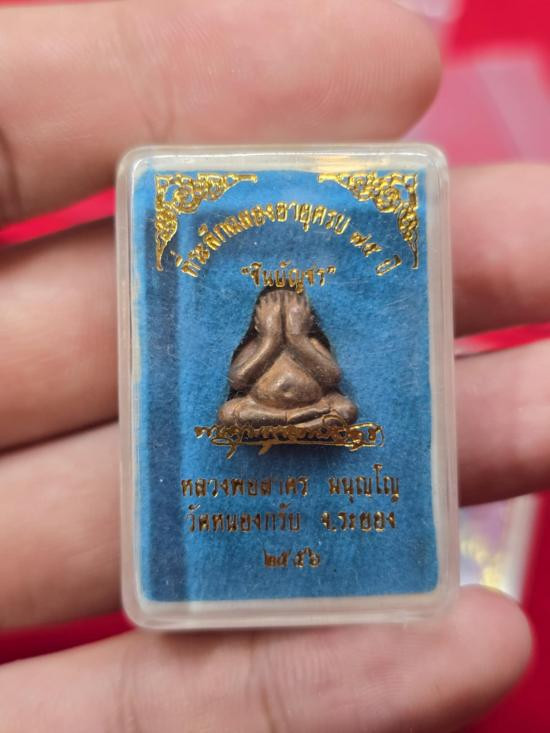 ที่ระลึกฉลองอายุครบ ๗๕ ปี
"ชินบัญชร"
หลวงพ่อสาคร มนุญโญ
วัดหนองกรับ จ.ระยอง
๒๕๕๖